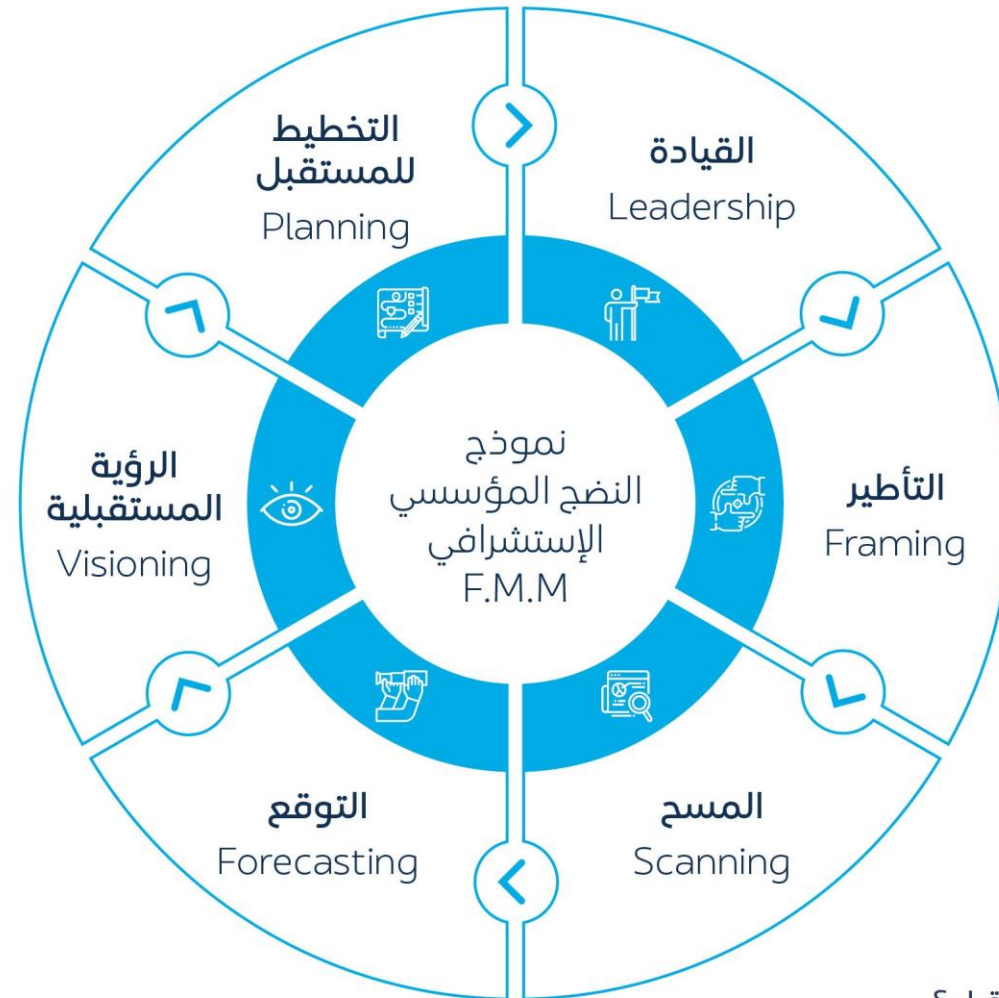 القيادة
Leadership
التأطير
Framing
المسح
Scanning
التوقع
Forecasting
الرؤية
المستقبلية
Visioning
التخطيط
للمستقبل
Planning
نموذج
النضج المؤسسي
الإستشرافي
F.M.M